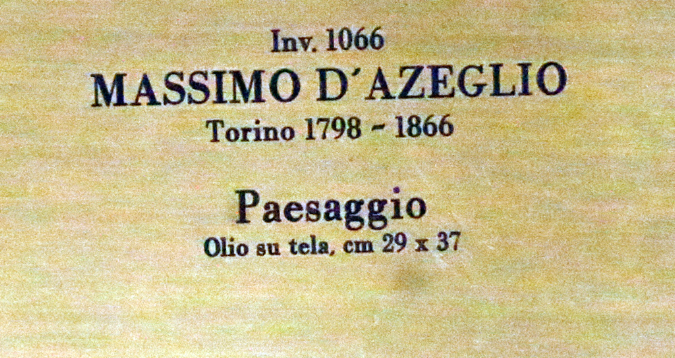 Inv. 1066
MASSIMO D´AZEGLIO
Torino 1798 ~ 1866
Paesaggio
Olio su tela, cm 29 x 37